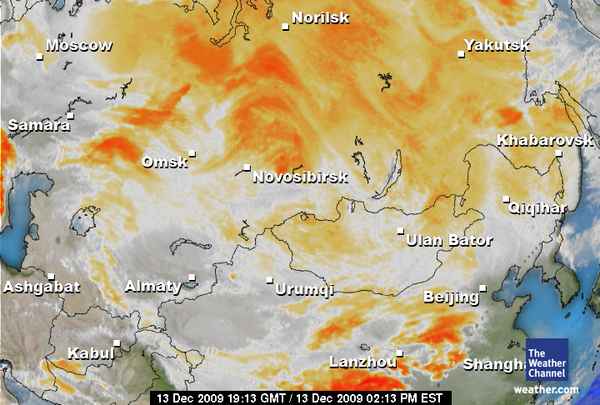 Norilsk
Moscow
Yakutsk
Samara
Khabarovsk
Omsk
Novosibirsk
Qiqihar
Ulan Bator
Ashgabat
Almaty
Urumqi
Beijing
Kabul
Lanzhou
Shangh
The
Weather
Channel
weather.com
13 Dec 2009 19:13 GMT / 13 Dec 2009 02:13 PM EST